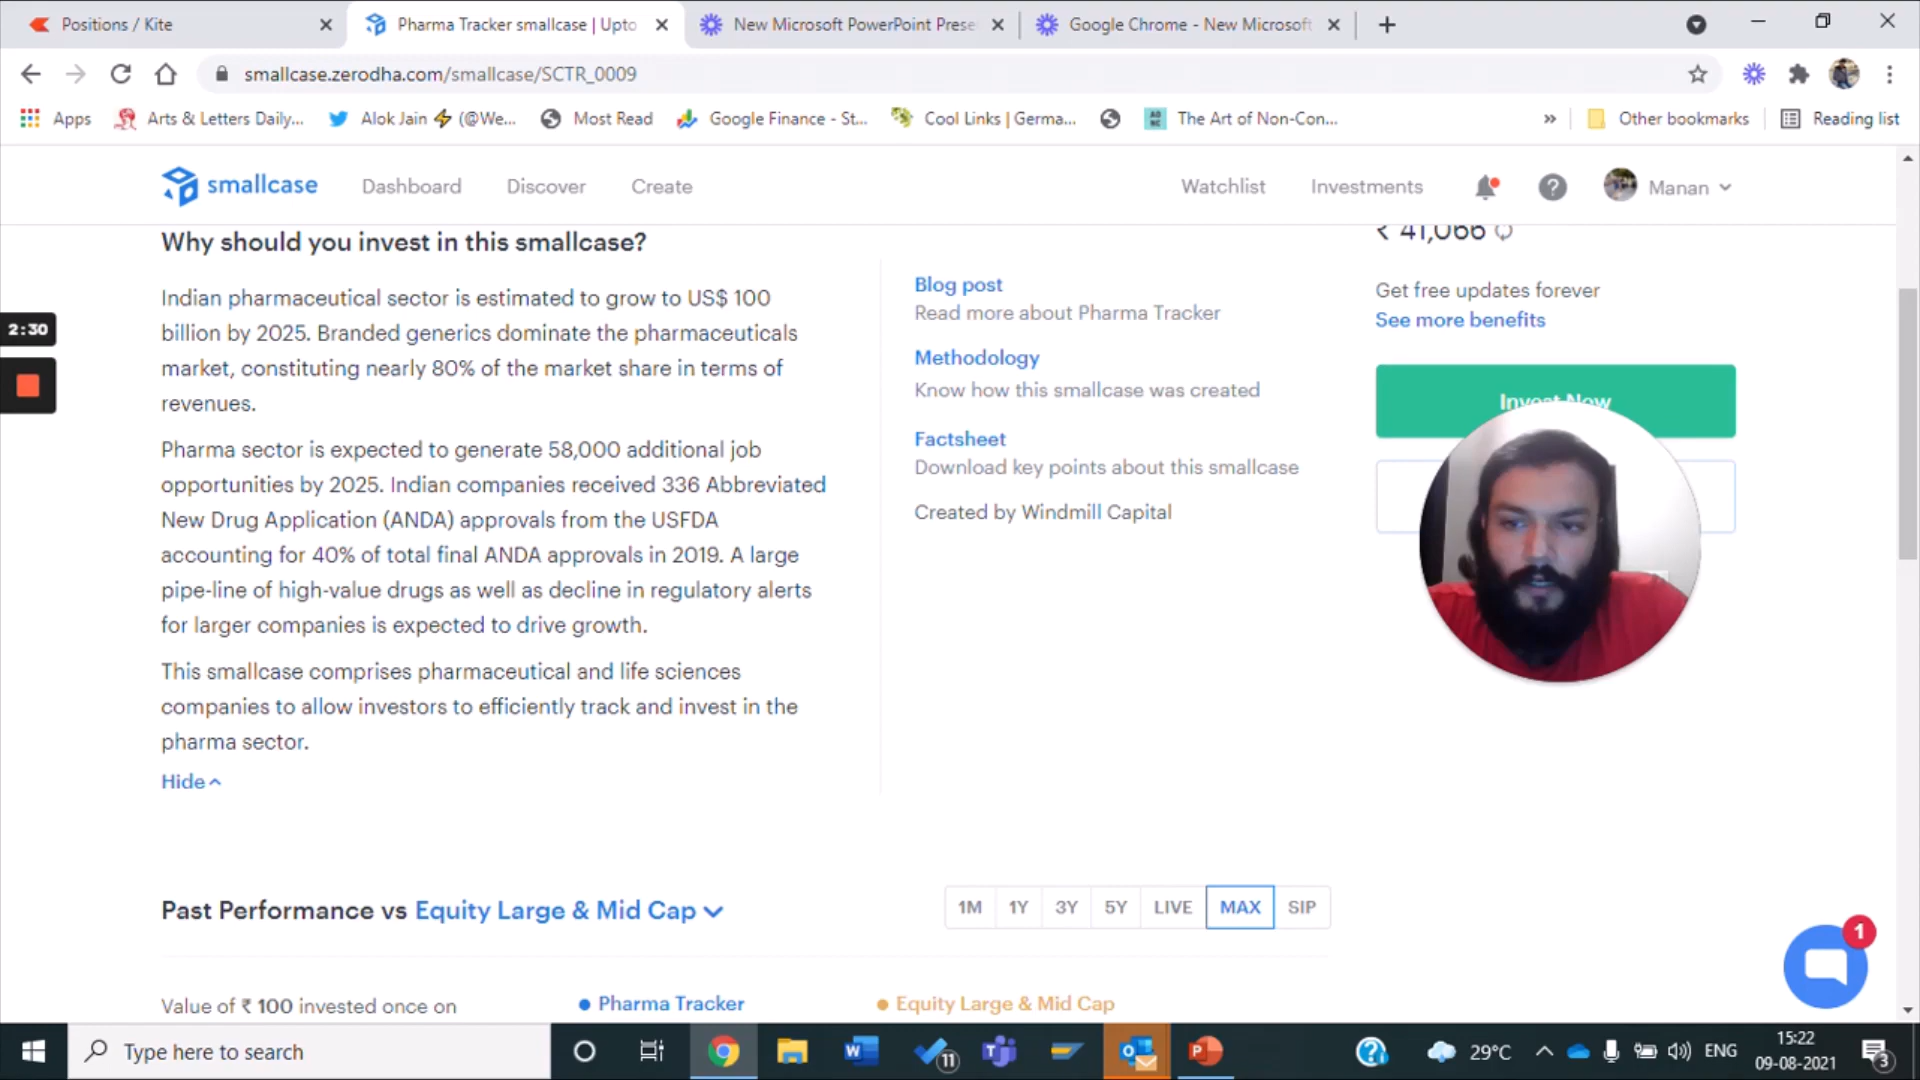 Positions / Kite
Pharma Tracker smallcase | Upto
New Microsoft PowerPoint Prese
Google Chrome - New Microsoft
smallcase.zerodha.com/smallcase/SCTR_0009
Apps
Arts & Letters Daily...
Alok Jain ⚡ (@We...
Most Read
Google Finance - St...
Cool Links | Germa...
The Art of Non-Con...
»
Other bookmarks
Reading list
smallcase
Dashboard
Discover
Create
Watchlist
Investments
Manan
Why should you invest in this smallcase?
₹ 41,066
Indian pharmaceutical sector is estimated to grow to US$ 100
billion by 2025. Branded generics dominate the pharmaceuticals
market, constituting nearly 80% of the market share in terms of
revenues.
Pharma sector is expected to generate 58,000 additional job
opportunities by 2025. Indian companies received 336 Abbreviated
New Drug Application (ANDA) approvals from the USFDA
accounting for 40% of total final ANDA approvals in 2019. A large
pipe-line of high-value drugs as well as decline in regulatory alerts
for larger companies is expected to drive growth.
This smallcase comprises pharmaceutical and life sciences
companies to allow investors to efficiently track and invest in the
pharma sector.
Hide
Blog post
Read more about Pharma Tracker
Methodology
Know how this smallcase was created
Factsheet
Download key points about this smallcase
Created by Windmill Capital
Get free updates forever
See more benefits
Invest Now
2:30
Past Performance vs Equity Large & Mid Cap
1M
1Y
3Y
5Y
LIVE
MAX
SIP
1
Value of ₹ 100 invested once on
Pharma Tracker
Equity Large & Mid Cap
Type here to search
11
29°C
ENG
15:22
09-08-2021
3